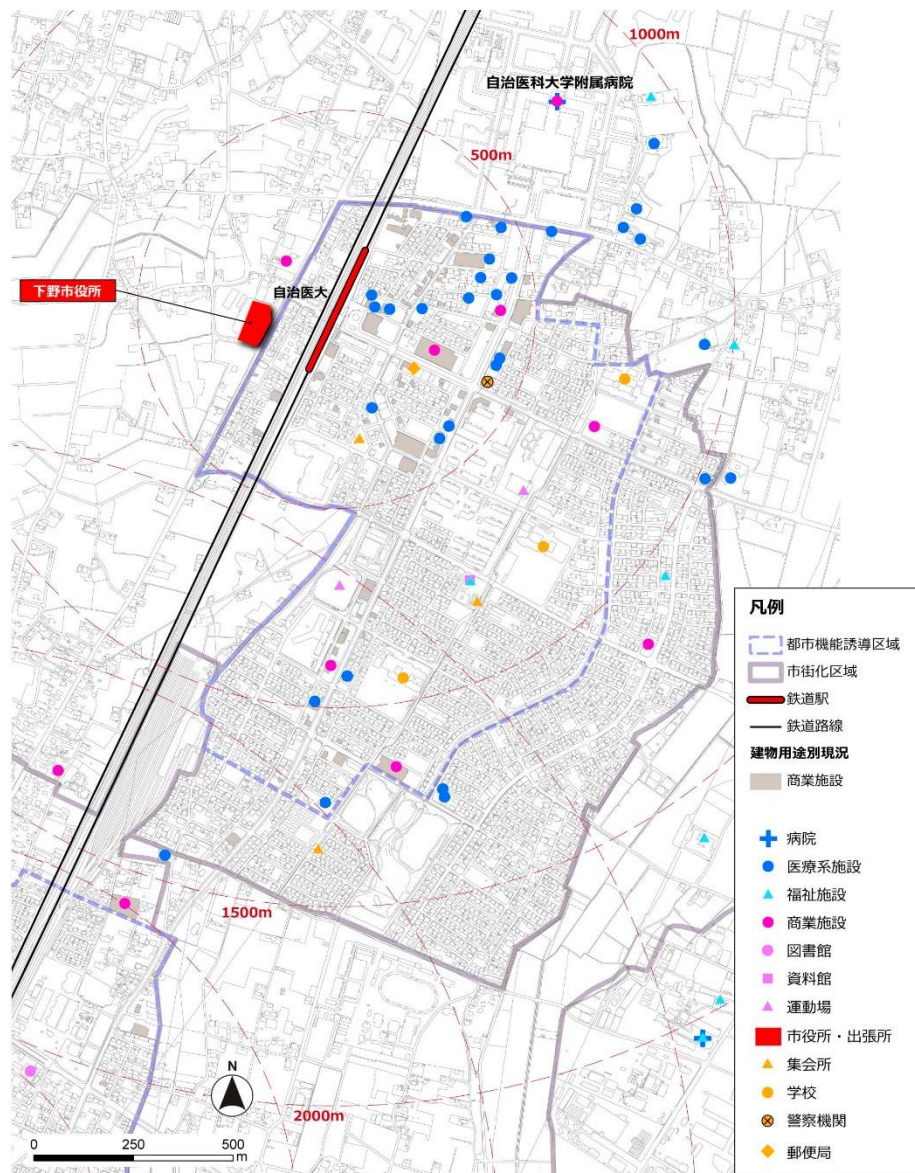 1000m
自治医科大学附属病院
500m
下野市役所
自治医大
凡例
都市機能誘導区域
市街化区域
鉄道駅
鉄道路線
建物用途別現況
商業施設
病院
医療系施設
福祉施設
商業施設
図書館
資料館
運動場
市役所・出張所
集会所
学校
警察機関
郵便局
1500m
N
2000m
0 250 500
m